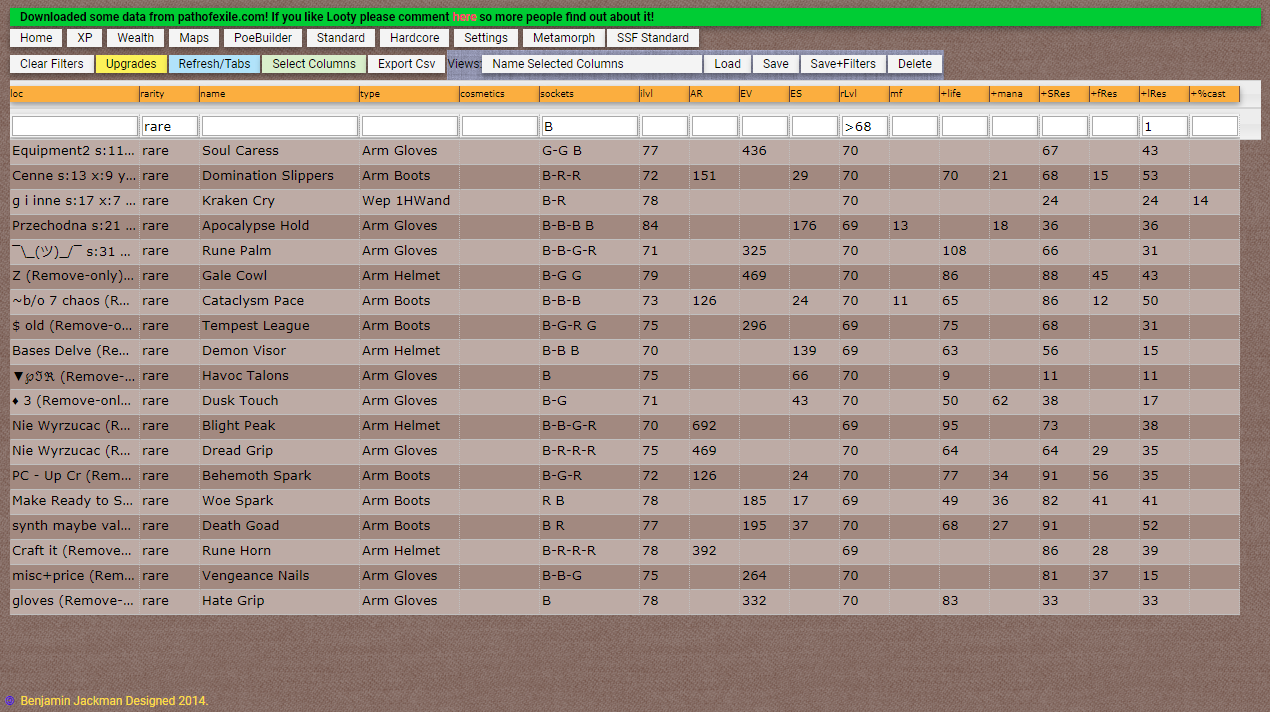 Downloaded some data from pathofexile.com! If you like Looty please comment here so more people find out about it!
Home XP Wealth Maps PoeBuilder Standard Hardcore Settings Metamorph SSF Standard
Clear Filters Upgrades Refresh/Tabs Select Columns Export Csv Views: Name Selected Columns Load Save Save+Filters Delete
loc rarity name type cosmetics sockets ilvl AR EV ES rLvl mf +life +mana +SRes +fRes +lRes +%cast
rare B >68 1
Equipment2 s:11... rare Soul Caress Arm Gloves G-G B 77 436 70 67 43
Cenne s:13 x:9 y... rare Domination Slippers Arm Boots B-R-R 72 151 29 70 70 21 68 15 53
g i inne s:17 x:7 ... rare Kraken Cry Wep 1HWand B-R 78 70 24 24 14
Przechodna s:21 ... rare Apocalypse Hold Arm Gloves B-B-B B 84 176 69 13 18 36 36
¯\_(ツ)_/¯ s:31 ... rare Rune Palm Arm Gloves B-B-G-R 71 325 70 108 66 31
Z (Remove-only)... rare Gale Cowl Arm Helmet B-G G 79 469 70 86 88 45 43
~b/o 7 chaos (R... rare Cataclysm Pace Arm Boots B-B-B 73 126 24 70 11 65 86 12 50
$ old (Remove-o... rare Tempest League Arm Boots B-G-R G 75 296 69 75 68 31
Bases Delve (Re... rare Demon Visor Arm Helmet B-B B 70 139 69 63 56 15
▼℘ℑℜ (Remove-... rare Havoc Talons Arm Gloves B 75 66 70 9 11 11
♦ 3 (Remove-onl... rare Dusk Touch Arm Gloves B-G 71 43 70 50 62 38 17
Nie Wyrzucac (R... rare Blight Peak Arm Helmet B-B-G-R 70 692 69 95 73 38
Nie Wyrzucac (R... rare Dread Grip Arm Gloves B-R-R-R 75 469 70 64 64 29 35
PC - Up Cr (Rem... rare Behemoth Spark Arm Boots B-G-R 72 126 24 70 77 34 91 56 35
Make Ready to S... rare Woe Spark Arm Boots R B 78 185 17 69 49 36 82 41 41
synth maybe val... rare Death Goad Arm Boots B R 77 195 37 70 68 27 91 52
Craft it (Remove... rare Rune Horn Arm Helmet B-R-R-R 78 392 69 86 28 39
misc+price (Rem... rare Vengeance Nails Arm Gloves B-B-G 75 264 70 81 37 15
gloves (Remove-... rare Hate Grip Arm Gloves B 78 332 70 83 33 33
© Benjamin Jackman Designed 2014.